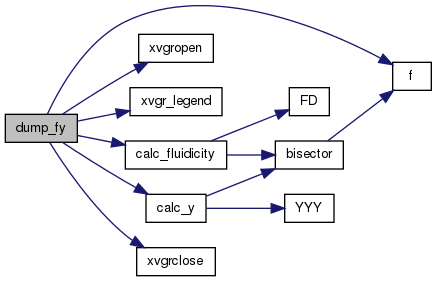 dump_fy
xvgropen
xvgr_legend
calc_fluidicity
calc_y
xvgrclose
FD
bisector
YYY
f